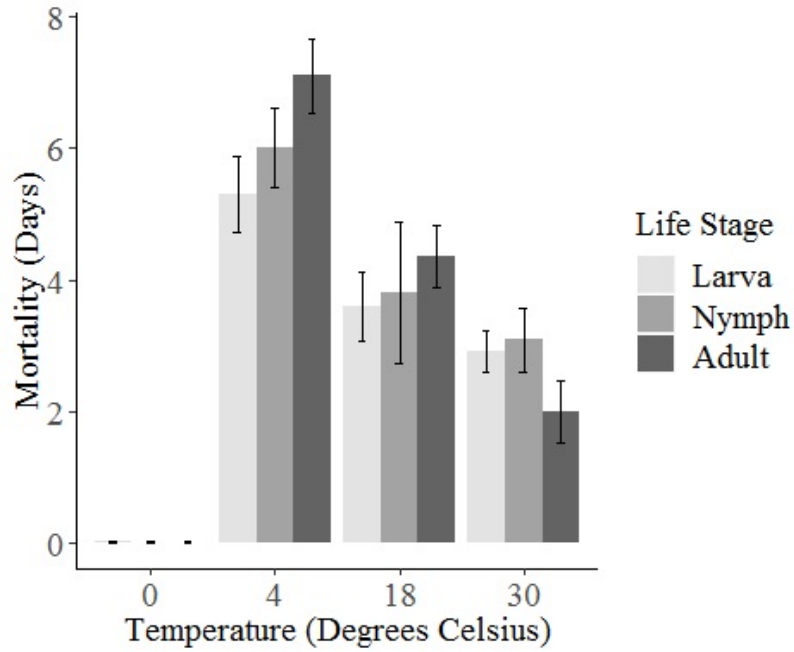 8
6
4
2
0
Mortality (Days)
0 4 18 30
Temperature (Degrees Celsius)
Life Stage
Larva
Nymph
Adult